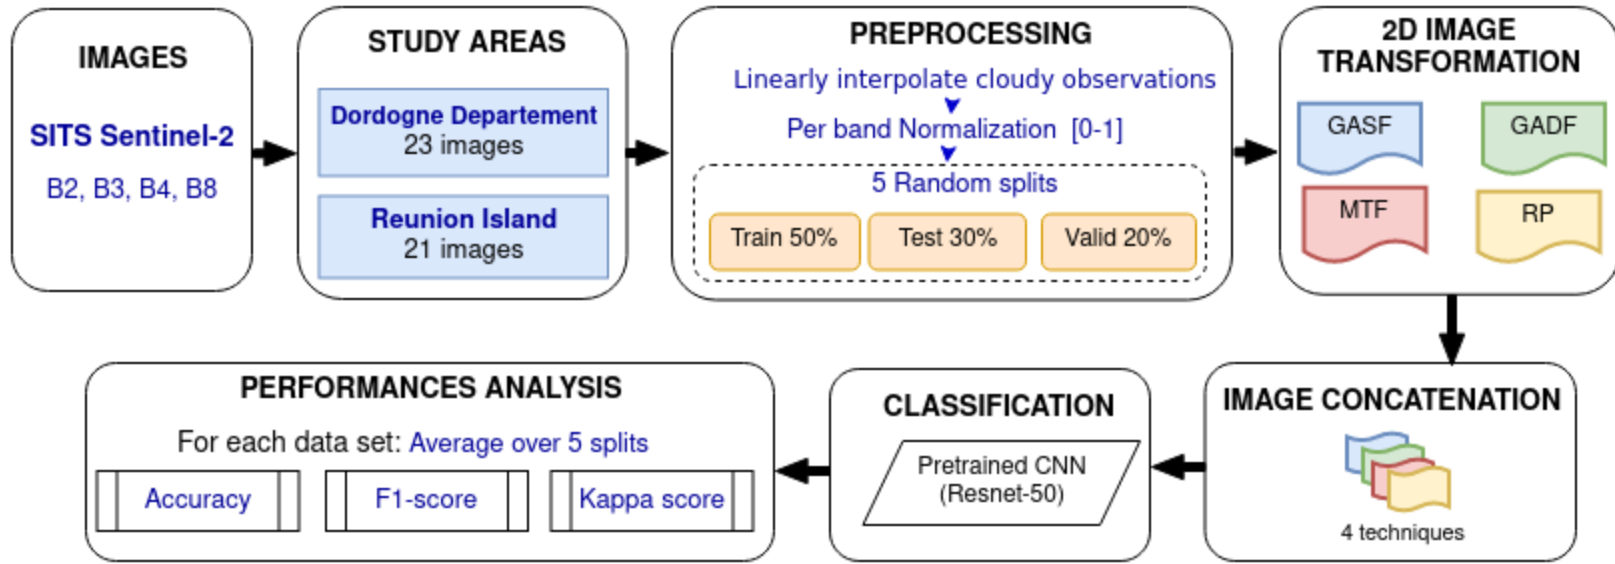 IMAGES
SITS Sentinel-2
B2, B3, B4, B8
STUDY AREAS
Dordogne Departement
23 images
Reunion Island
21 images
PREPROCESSING
Linearly interpolate cloudy observations
Per band Normalization [0-1]
5 Random splits
Train 50%
Test 30%
Valid 20%
2D IMAGE
TRANSFORMATION
GASF
GADF
MTF
RP
IMAGE CONCATENATION
4 techniques
CLASSIFICATION
Pretrained CNN
(Resnet-50)
PERFORMANCES ANALYSIS
For each data set: Average over 5 splits
Accuracy
F1-score
Kappa score